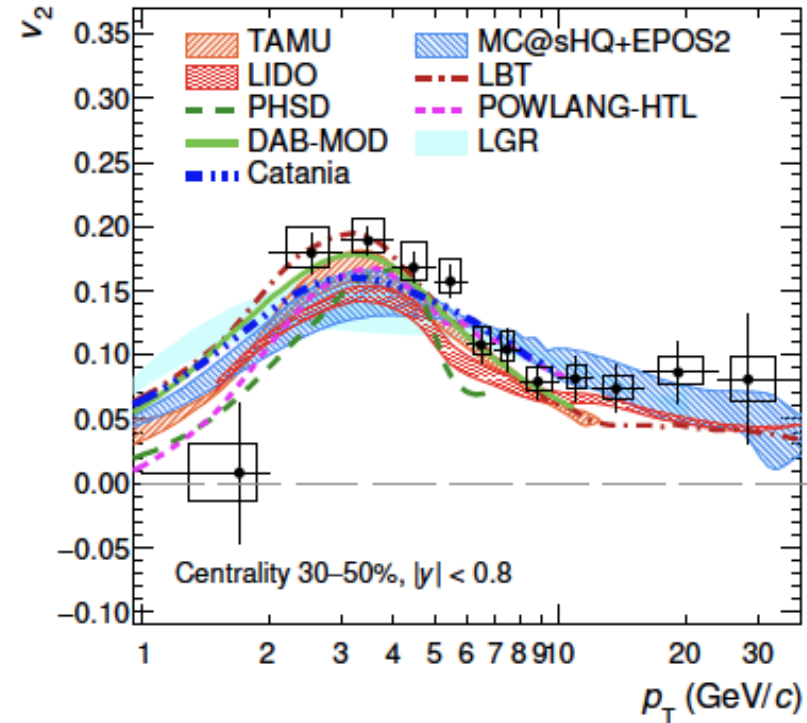 v₂
0.35
0.30
0.25
0.20
0.15
0.10
0.05
0.00
−0.05
−0.10
TAMU
LIDO
PHSD
DAB-MOD
Catania
MC@sHQ+EPOS2
LBT
POWLANG-HTL
LGR
Centrality 30–50%, |y| < 0.8
1 2 3 4 5 6 7 8 9 10 20 30
p_T (GeV/c)